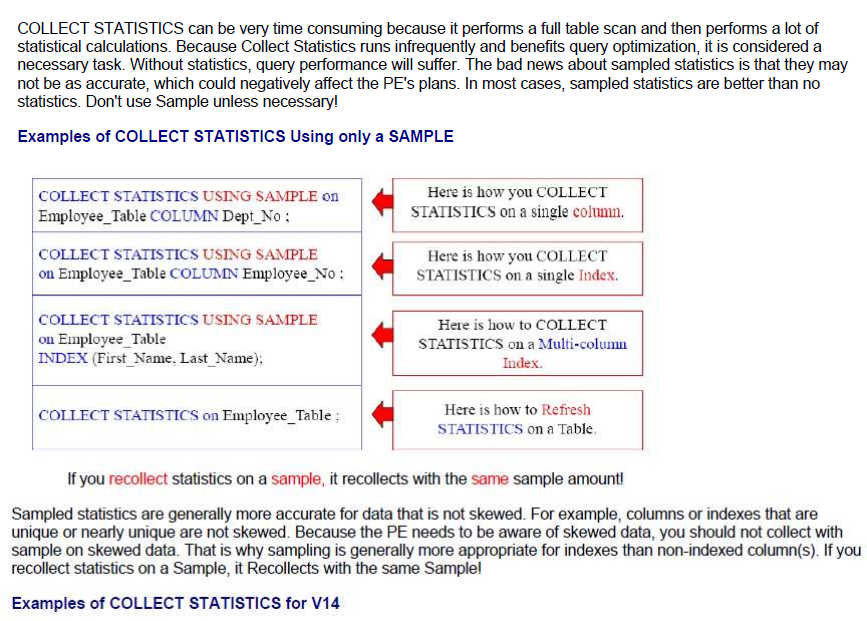 COLLECT STATISTICS can be very time consuming because it performs a full table scan and then performs a lot of
statistical calculations. Because Collect Statistics runs infrequently and benefits query optimization, it is considered a
necessary task. Without statistics, query performance will suffer. The bad news about sampled statistics is that they may
not be as accurate, which could negatively affect the PE's plans. In most cases, sampled statistics are better than no
statistics. Don't use Sample unless necessary!
Examples of COLLECT STATISTICS Using only a SAMPLE
COLLECT STATISTICS USING SAMPLE on
Employee_Table COLUMN Dept_No ;
Here is how you COLLECT
STATISTICS on a single column.
COLLECT STATISTICS USING SAMPLE
on Employee_Table COLUMN Employee_No ;
Here is how you COLLECT
STATISTICS on a single Index.
COLLECT STATISTICS USING SAMPLE
on Employee_Table
INDEX (First_Name, Last_Name);
Here is how to COLLECT
STATISTICS on a Multi-column
Index.
COLLECT STATISTICS on Employee_Table ;
Here is how to Refresh
STATISTICS on a Table.
If you recollect statistics on a sample, it recollects with the same sample amount!
Sampled statistics are generally more accurate for data that is not skewed. For example, columns or indexes that are
unique or nearly unique are not skewed. Because the PE needs to be aware of skewed data, you should not collect with
sample on skewed data. That is why sampling is generally more appropriate for indexes than non-indexed column(s). If you
recollect statistics on a Sample, it Recollects with the same Sample!
Examples of COLLECT STATISTICS for V14